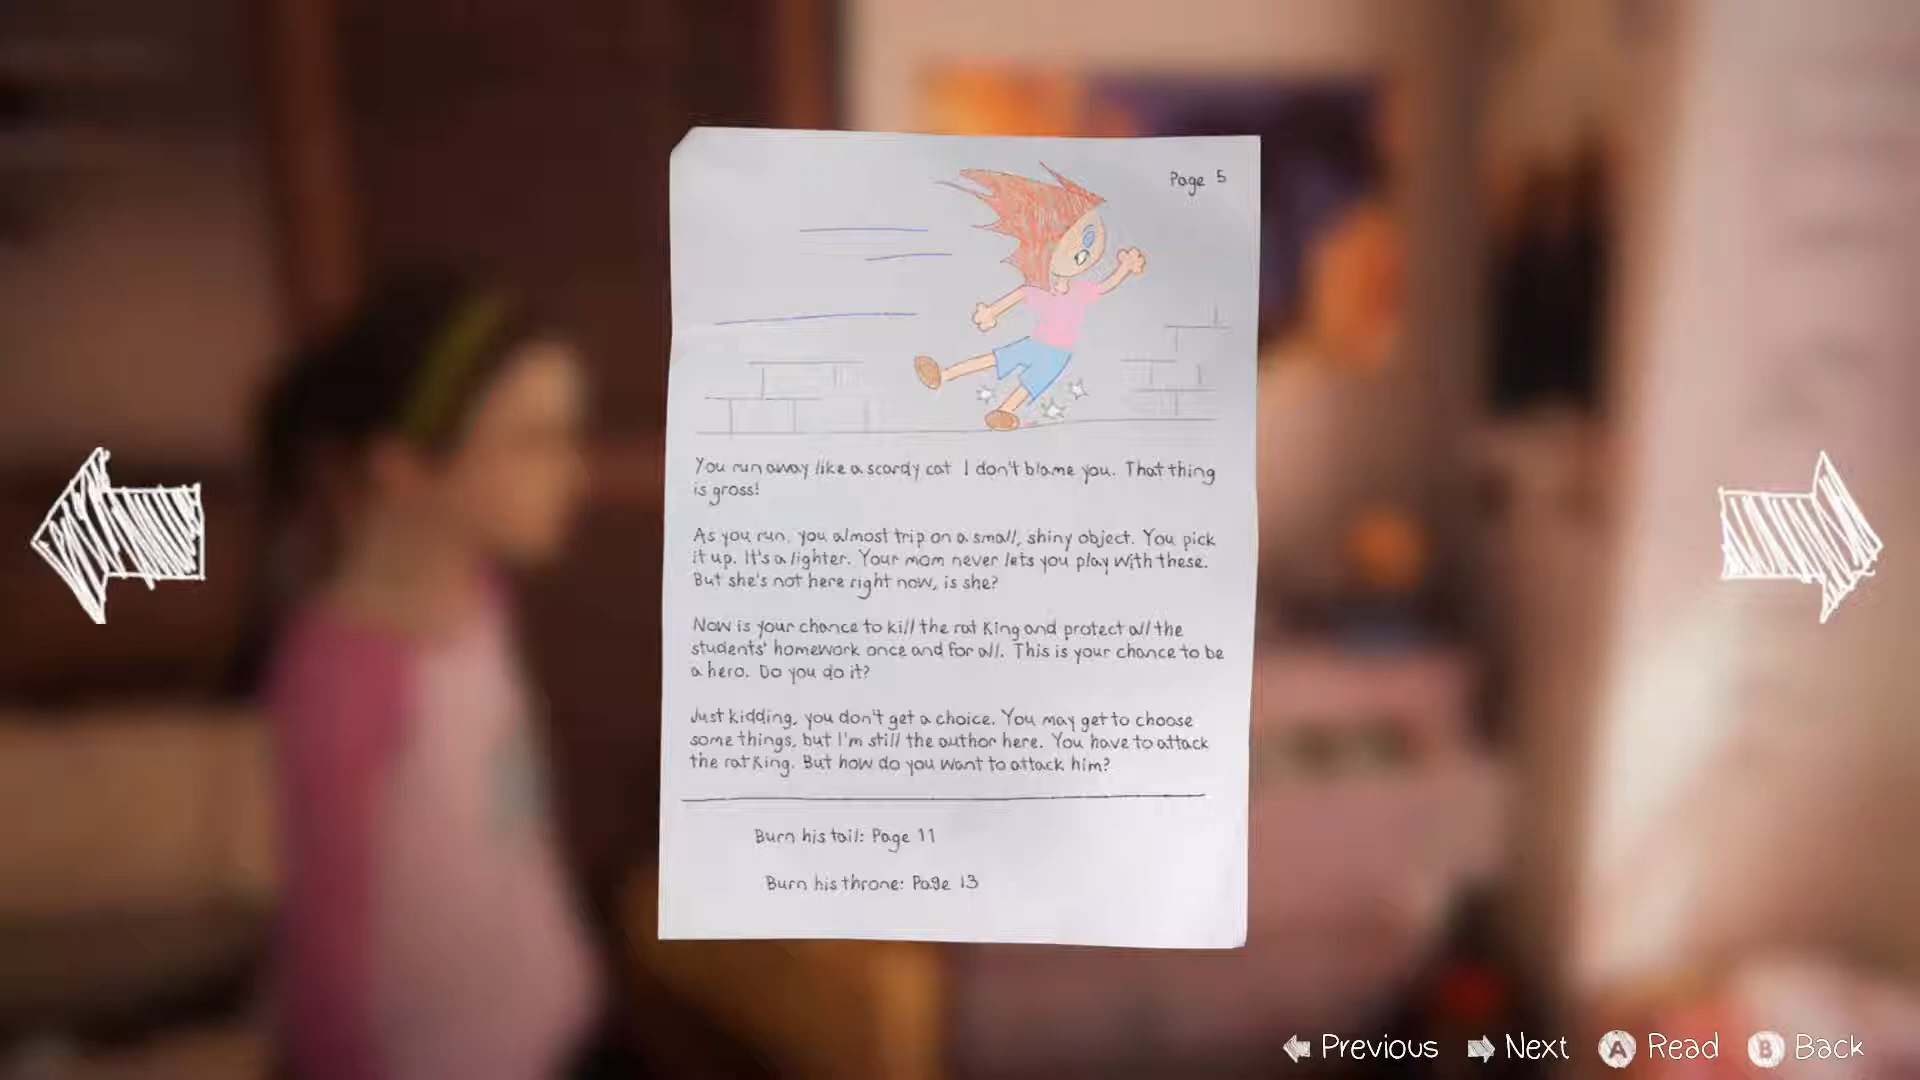 Page 5
You run away like a scardy cat I don't blame you. That thing
is gross!
As you run, you almost trip on a small, shiny object. You pick
it up. It's a lighter. Your mom never lets you play with these.
But she's not here right now, is she?
Now is your chance to kill the rat King and protect all the
students' homework once and for all. This is your chance to be
a hero. Do you do it?
Just kidding, you don't get a choice. You may get to choose
some things, but I'm still the author here. You have to attack
the rat King. But how do you want to attack him?
Burn his tail: Page 11
Burn his throne: Page 13
Previous Next A Read B Back